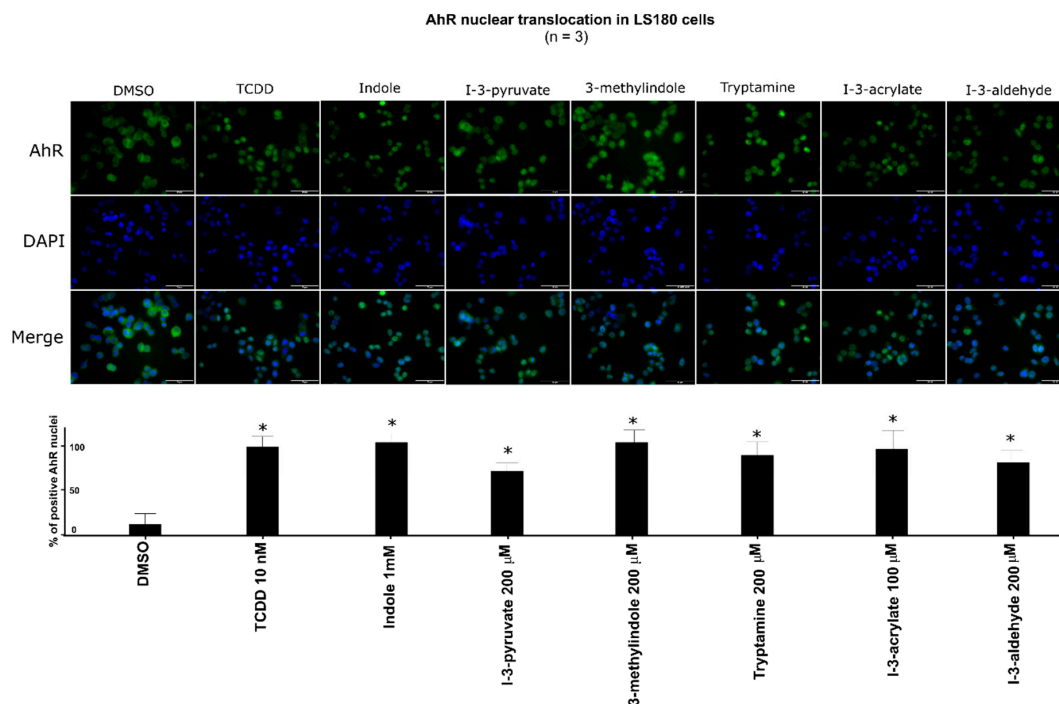 AhR nuclear translocation in LS180 cells
(n = 3)
DMSO TCDD Indole I-3-pyruvate 3-methylindole Tryptamine I-3-acrylate I-3-aldehyde
AhR
DAPI
Merge
% of positive AhR nuclei
100
50
0
* * * * * * *
DMSO
TCDD 10 nM
Indole 1mM
I-3-pyruvate 200 μM
3-methylindole 200 μM
Tryptamine 200 μM
I-3-acrylate 100 μM
I-3-aldehyde 200 μM